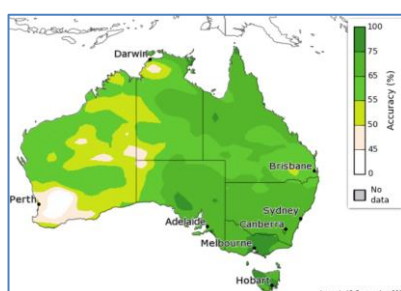 Darwin
Brisbane
Perth
Sydney
Adelaide
Canberra
Melbourne
Hobart
100
75
65
55
50
45
0
Accuracy (%)
No
data